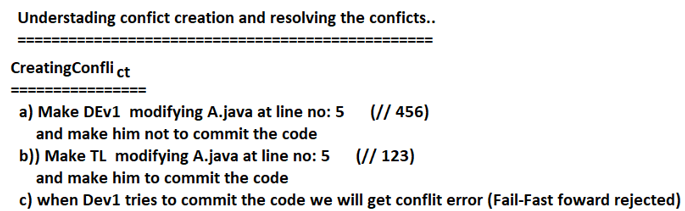 Understading confict creation and resolving the conficts..
=================================================
CreatingConflict
================
a) Make DEv1 modifying A.java at line no: 5 (// 456)
and make him not to commit the code
b)) Make TL modifying A.java at line no: 5 (// 123)
and make him to commit the code
c) when Dev1 tries to commit the code we will get conflit error (Fail-Fast foward rejected)